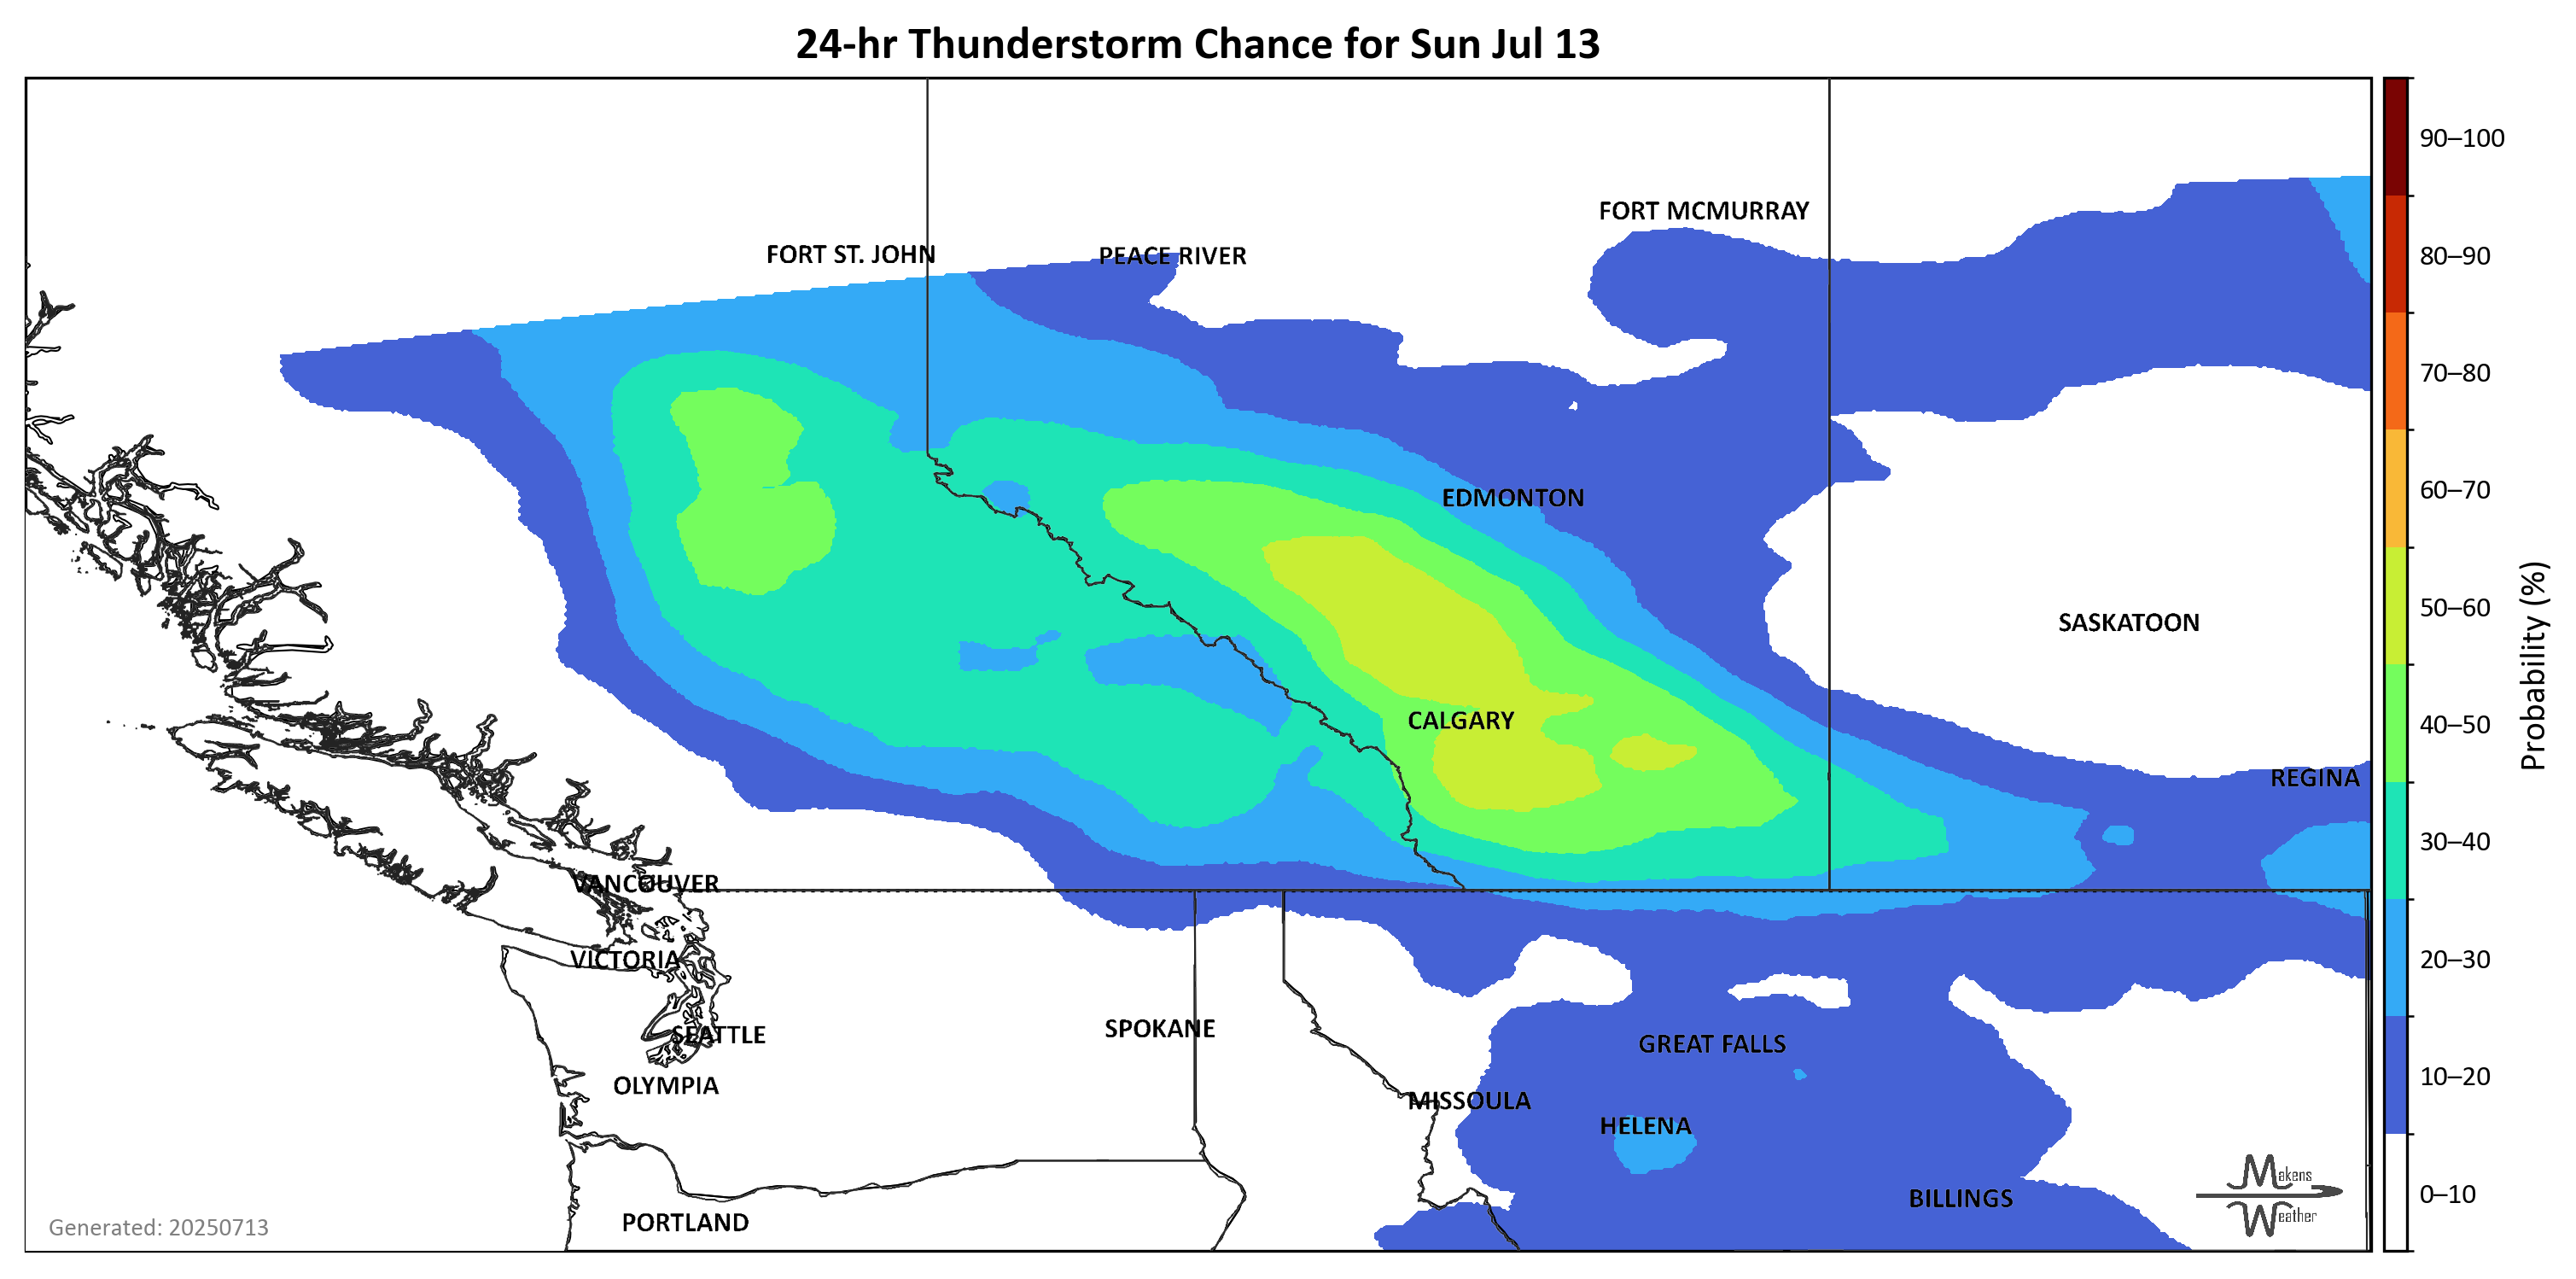 24-hr Thunderstorm Chance for Sun Jul 13
90–100
FORT MCMURRAY
FORT ST. JOHN
PEACE RIVER
80–90
70–80
60–70
EDMONTON
50–60
SASKATOON
CALGARY
40–50
REGINA
Probability (%)
30–40
VANCOUVER
VICTORIA
20–30
SEATTLE
SPOKANE
GREAT FALLS
OLYMPIA
10–20
MISSOULA
HELENA
Makens
Weather
0–10
BILLINGS
PORTLAND
Generated: 20250713